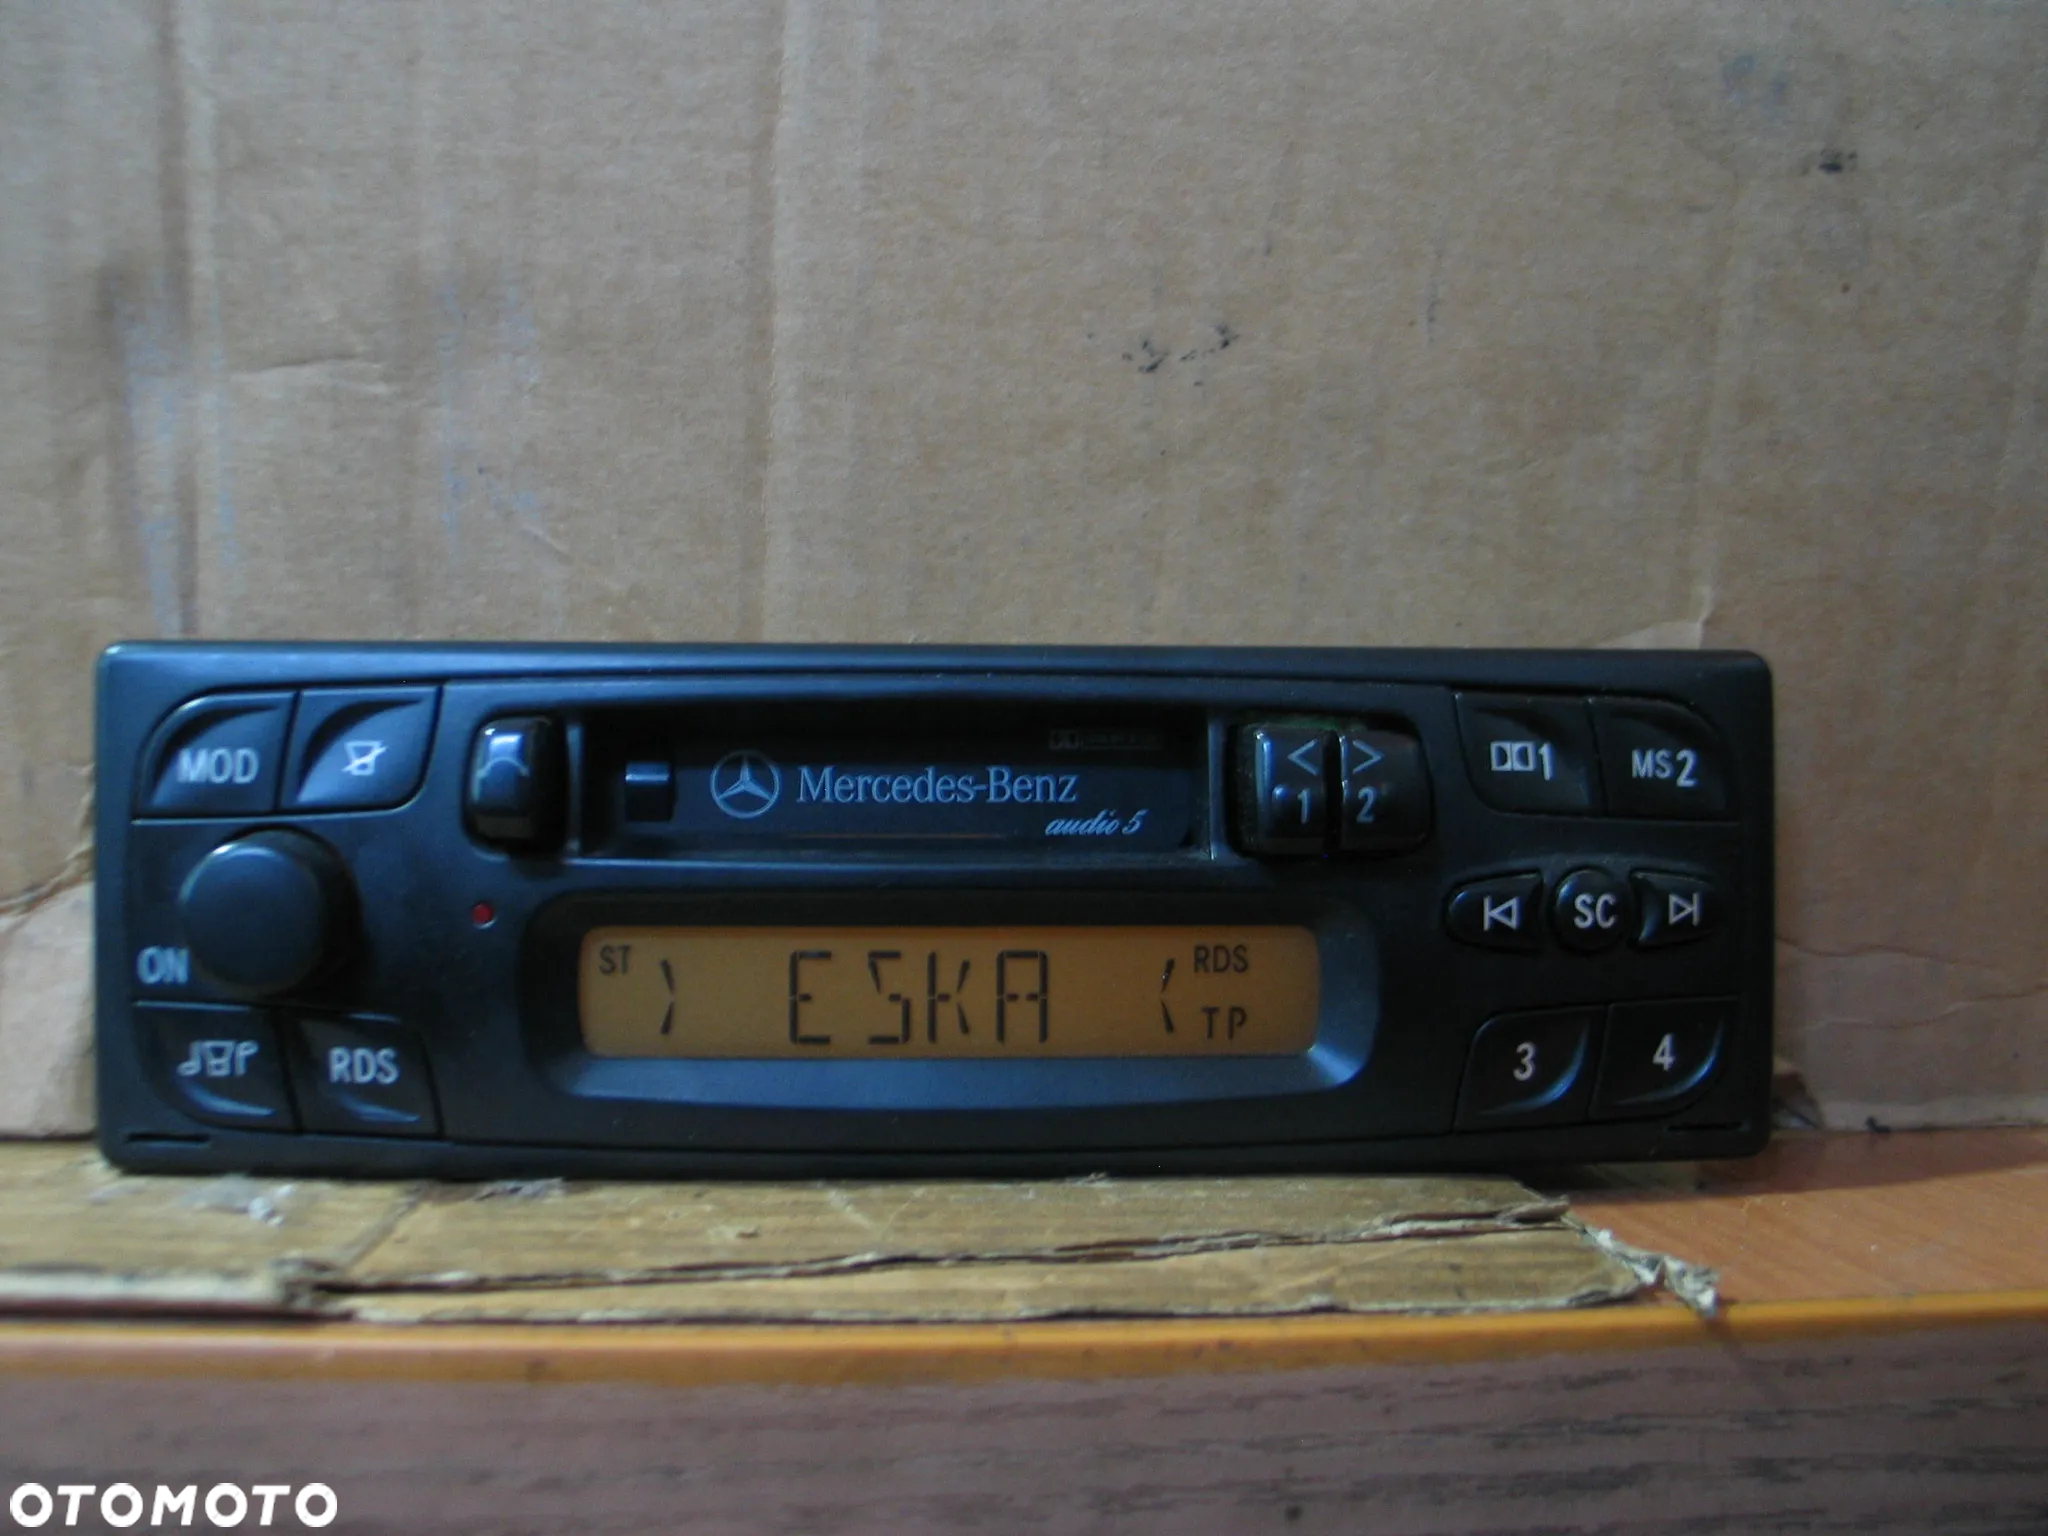 MOD
Mercedes-Benz
audio 5
< >
1 2
1
MS 2
SC
ON
ST
> ESKA <
RDS
TP
RDS
3
4
OTOMOTO